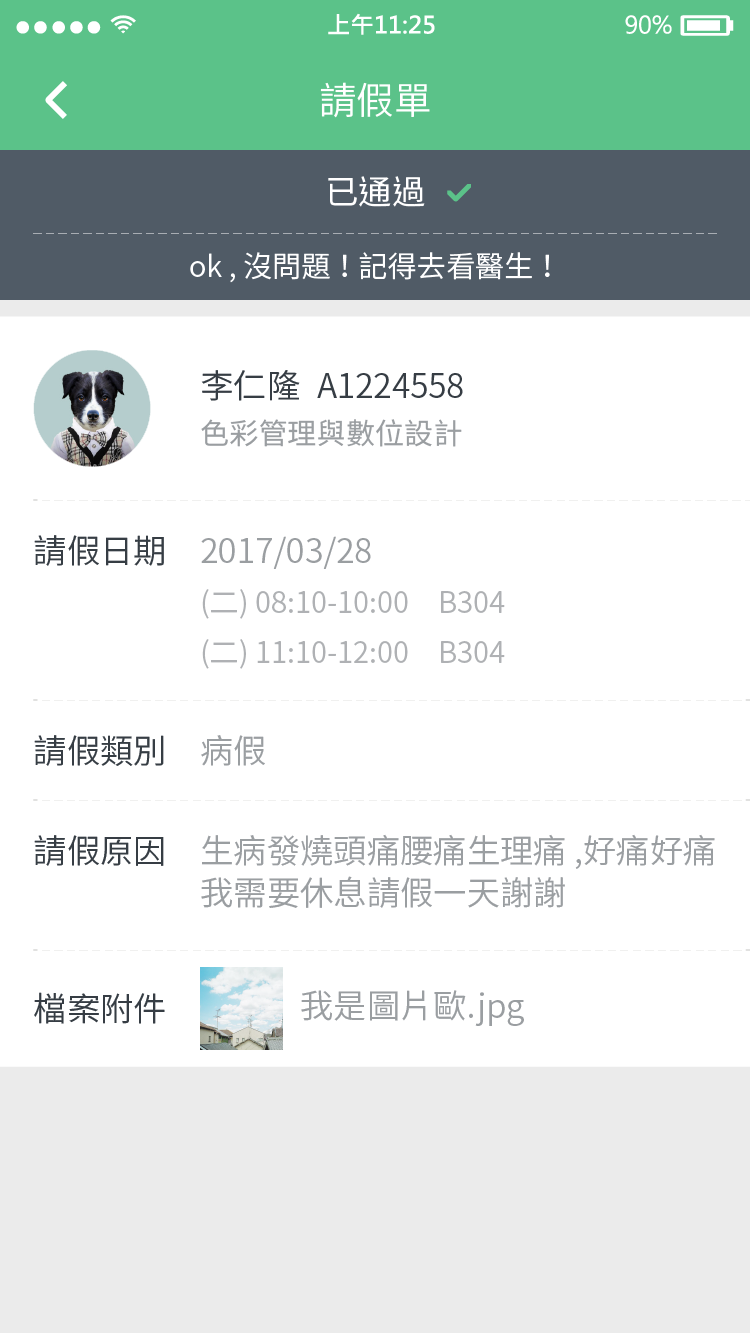 上午11:25
90%
請假單
已通過
ok , 沒問題！記得去看醫生！
李仁隆 A1224558
色彩管理與數位設計
請假日期 2017/03/28
(二) 08:10-10:00 B304
(二) 11:10-12:00 B304
請假類別 病假
請假原因 生病發燒頭痛腰痛生理痛 ,好痛好痛
我需要休息請假一天謝謝
檔案附件 我是圖片歐.jpg